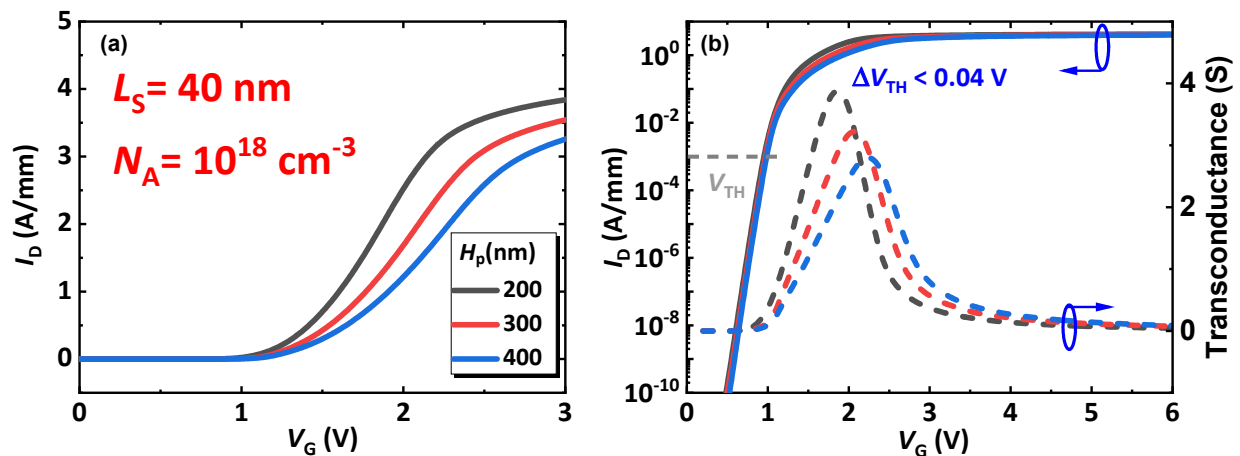 (a)
L_S= 40 nm
N_A= 10^18 cm^-3
H_p(nm)
200
300
400
5
4
3
2
1
0
I_D (A/mm)
0 1 2 3
V_G (V)
(b)
ΔV_TH < 0.04 V
V_TH
10^0
10^-2
10^-4
10^-6
10^-8
10^-10
I_D (A/mm)
0 1 2 3 4 5 6
V_G (V)
4
2
0
Transconductance (S)